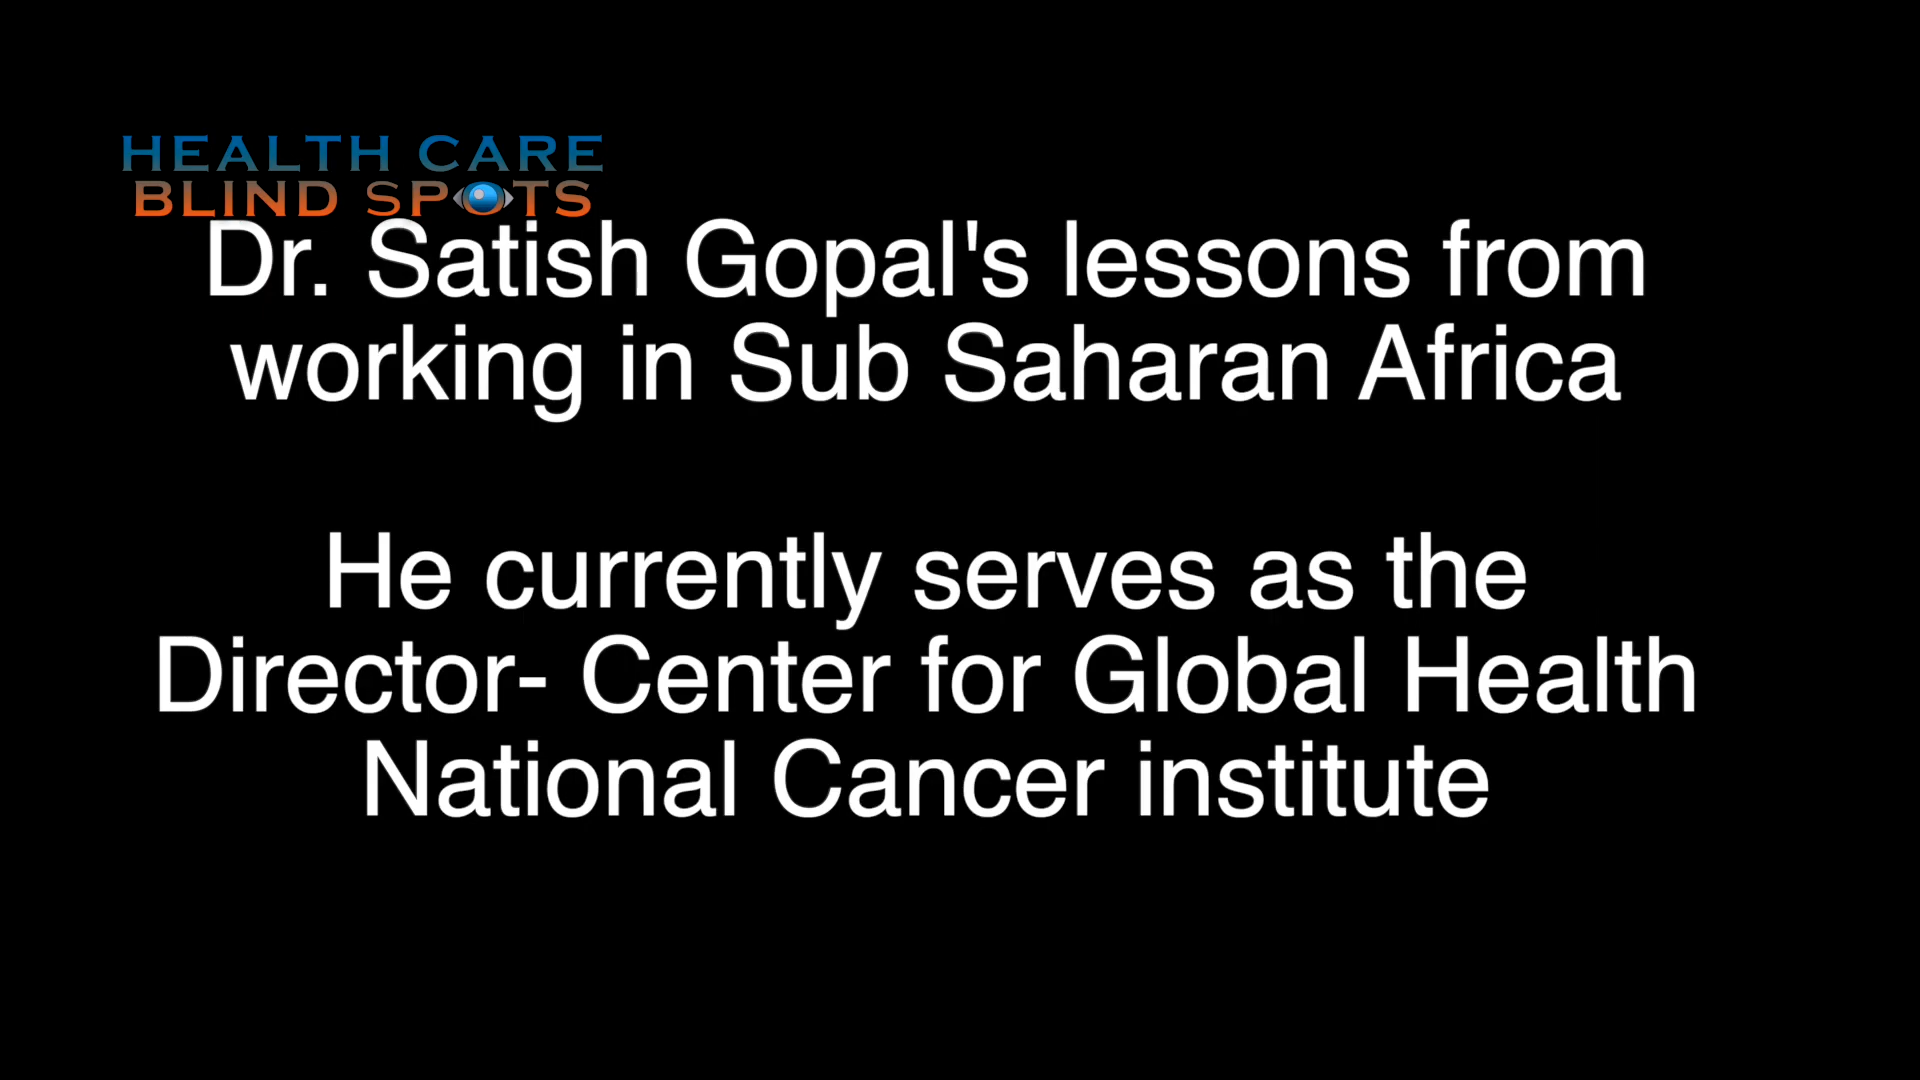 HEALTH CARE
BLIND SPOTS
Dr. Satish Gopal's lessons from
working in Sub Saharan Africa
He currently serves as the
Director- Center for Global Health
National Cancer institute